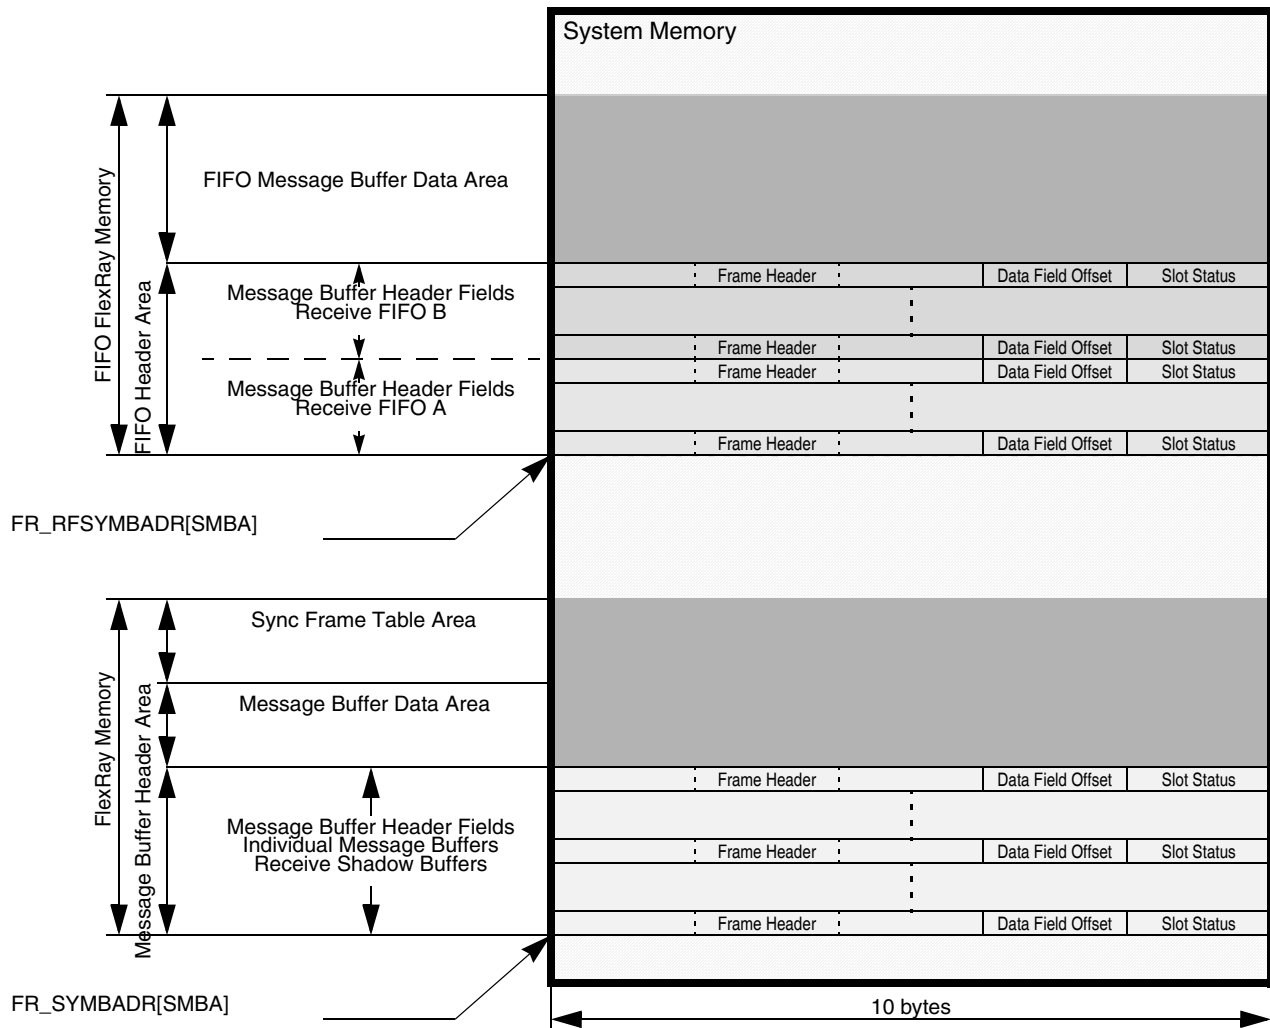 System Memory
FIFO FlexRay Memory
FIFO Header Area
FIFO Message Buffer Data Area
Frame Header Data Field Offset Slot Status
Message Buffer Header Fields
Receive FIFO B
Frame Header Data Field Offset Slot Status
Frame Header Data Field Offset Slot Status
Message Buffer Header Fields
Receive FIFO A
Frame Header Data Field Offset Slot Status
FR_RFSYMBADR[SMBA]
FlexRay Memory
Message Buffer Header Area
Sync Frame Table Area
Message Buffer Data Area
Frame Header Data Field Offset Slot Status
Message Buffer Header Fields
Individual Message Buffers
Receive Shadow Buffers
Frame Header Data Field Offset Slot Status
Frame Header Data Field Offset Slot Status
FR_SYMBADR[SMBA]
10 bytes